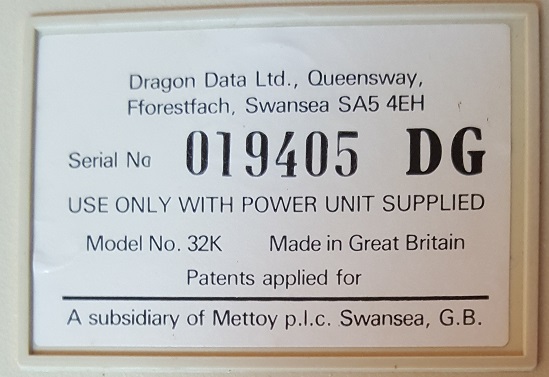 Dragon Data Ltd., Queensway,
Fforestfach, Swansea SA5 4EH
Serial No 019405 DG
USE ONLY WITH POWER UNIT SUPPLIED
Model No. 32K Made in Great Britain
Patents applied for
A subsidiary of Mettoy p.l.c. Swansea, G.B.